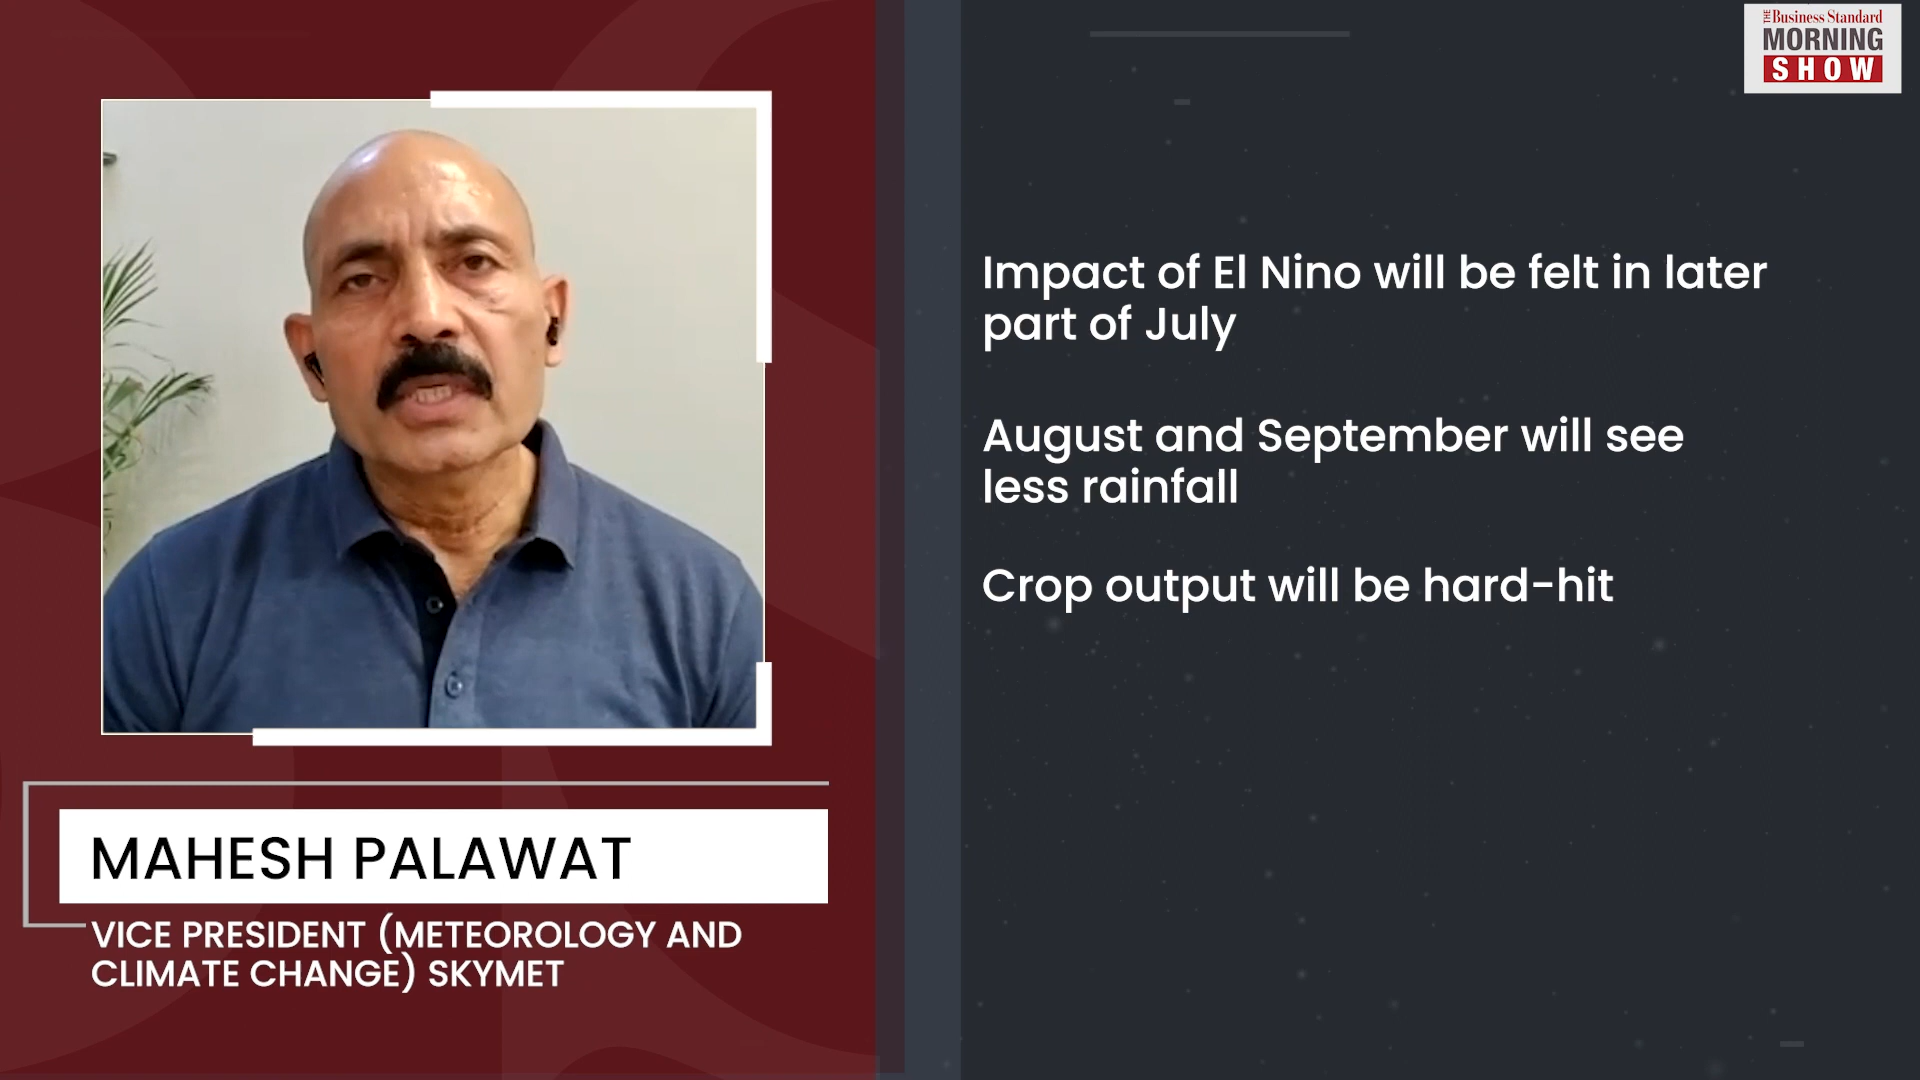 THE Business Standard
MORNING
SHOW
Impact of El Nino will be felt in later
part of July
August and September will see
less rainfall
Crop output will be hard-hit
MAHESH PALAWAT
VICE PRESIDENT (METEOROLOGY AND
CLIMATE CHANGE) SKYMET